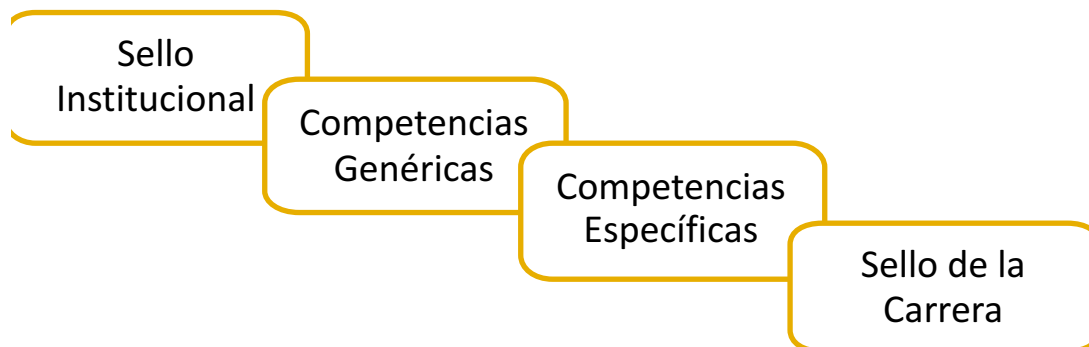 Sello
Institucional
Competencias
Genéricas
Competencias
Específicas
Sello de la
Carrera